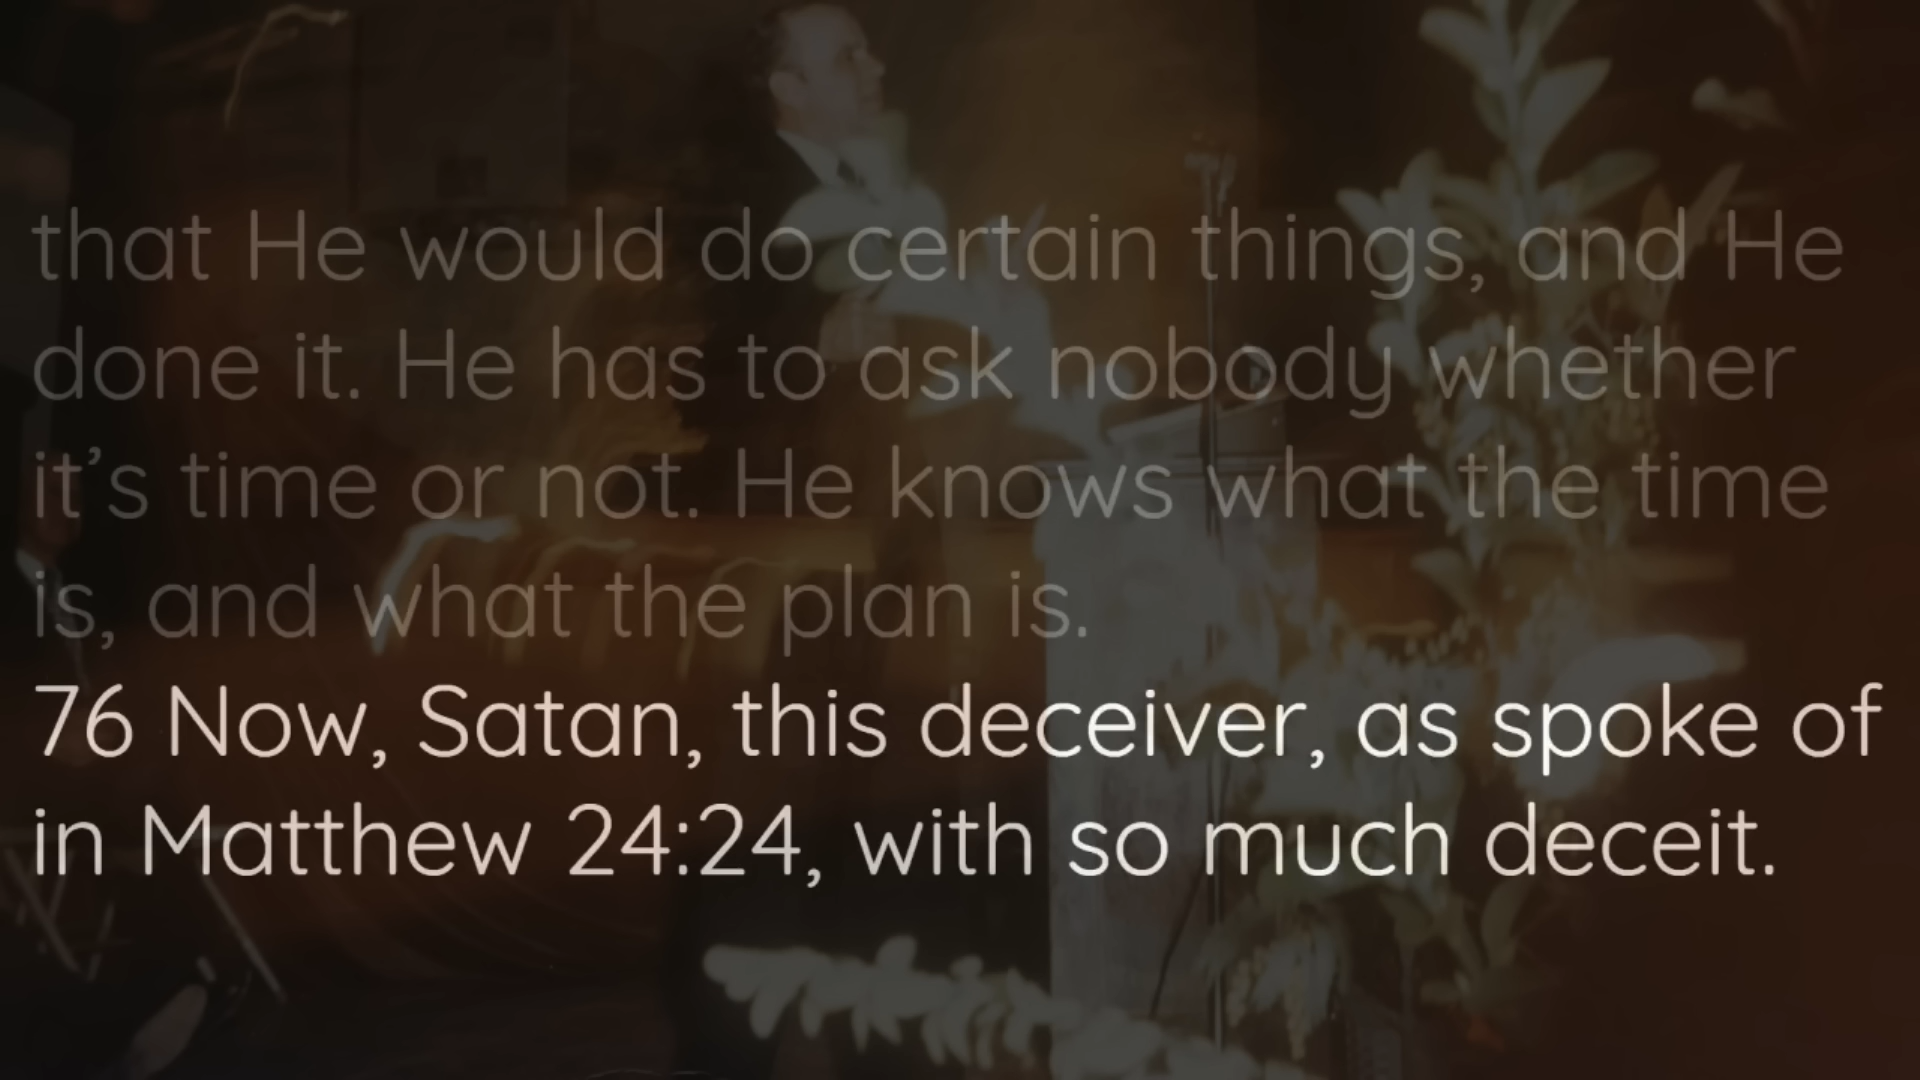 that He would do certain things, and He
done it. He has to ask nobody whether
it’s time or not. He knows what the time
is, and what the plan is.
76 Now, Satan, this deceiver, as spoke of
in Matthew 24:24, with so much deceit.